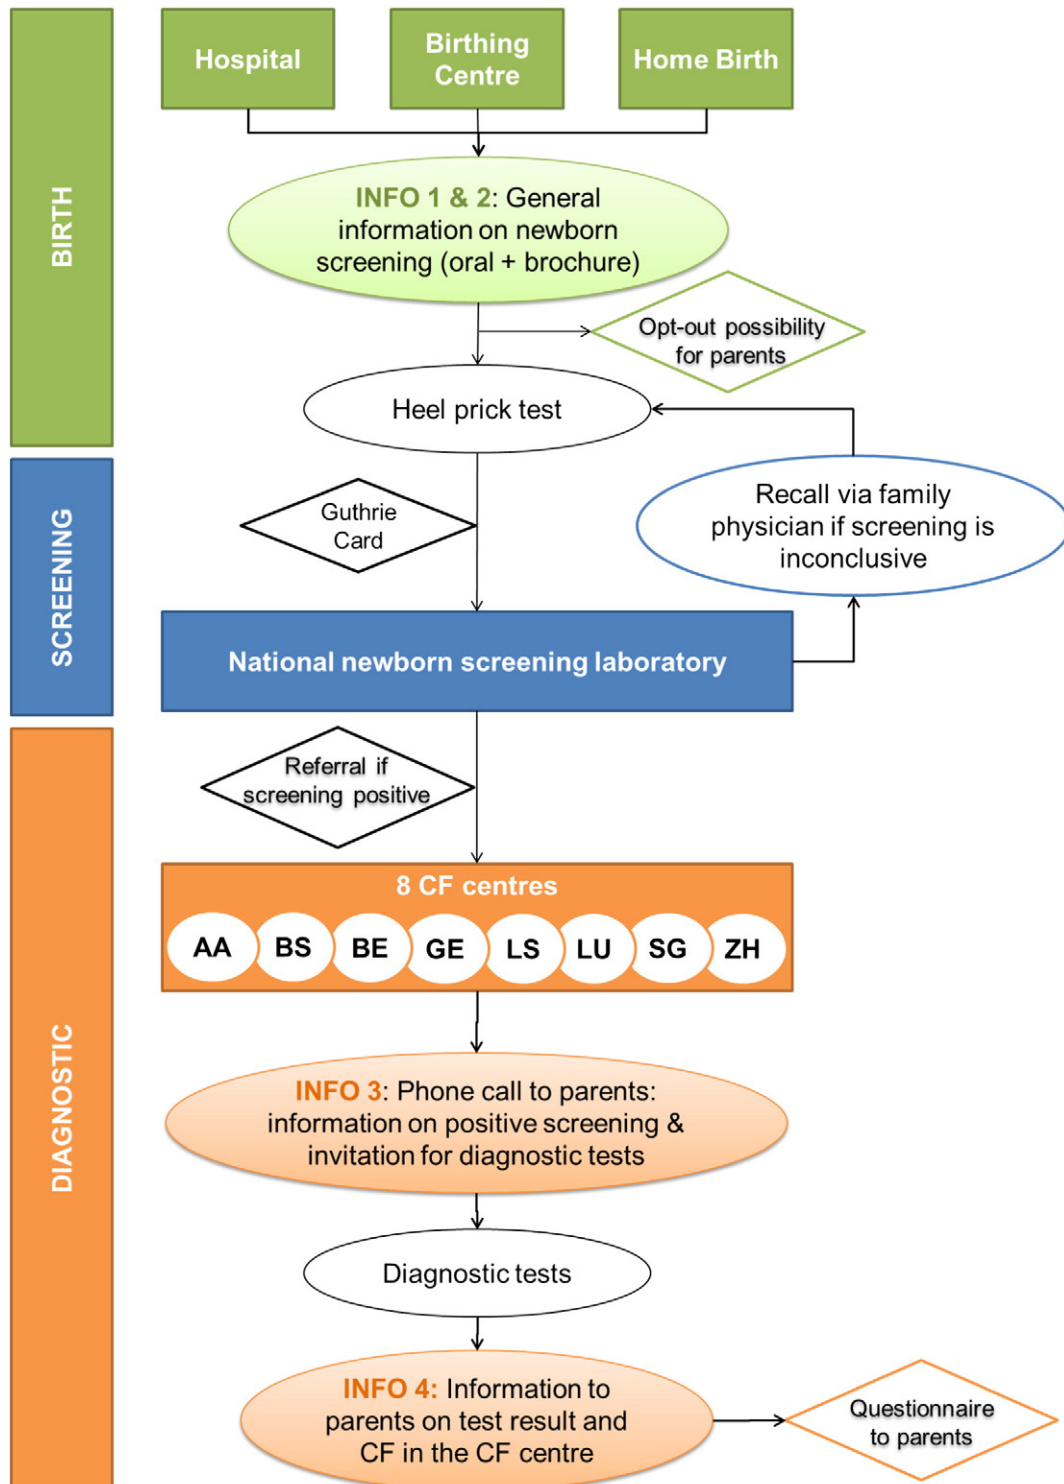 BIRTH
Hospital
Birthing
Centre
Home Birth
INFO 1 & 2: General
information on newborn
screening (oral + brochure)
Opt-out possibility
for parents
Heel prick test
SCREENING
Guthrie
Card
Recall via family
physician if screening is
inconclusive
National newborn screening laboratory
DIAGNOSTIC
Referral if
screening positive
8 CF centres
AA BS BE GE LS LU SG ZH
INFO 3: Phone call to parents:
information on positive screening &
invitation for diagnostic tests
Diagnostic tests
INFO 4: Information to
parents on test result and
CF in the CF centre
Questionnaire
to parents